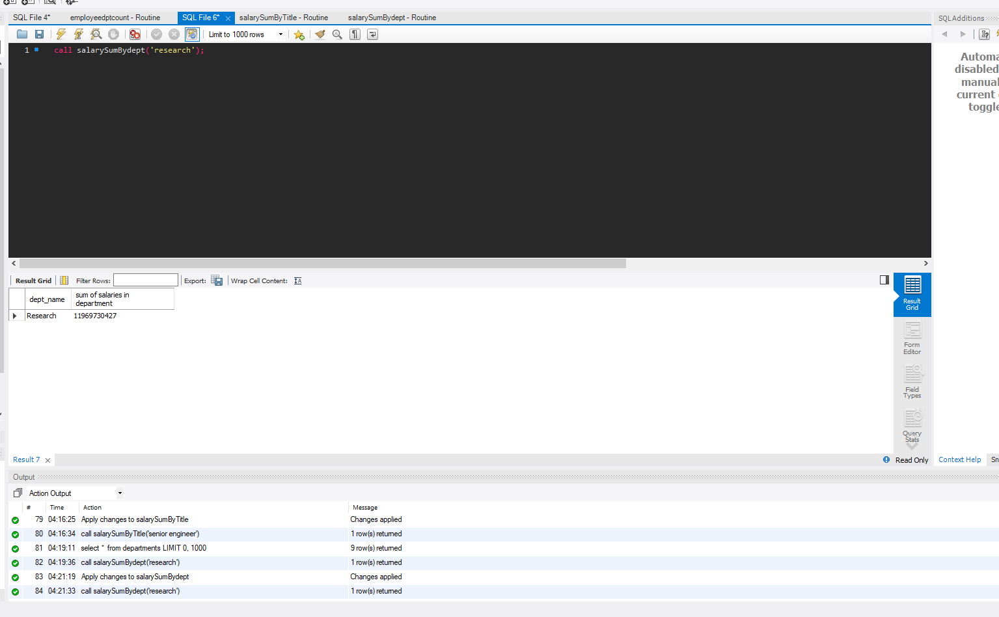 SQL File 4* employeedptcount - Routine SQL File 6* salarySumByTitle - Routine salarySumBydept - Routine
SQLAdditions
Limit to 1000 rows
1 call salarySumBydept('research');
Automa
disabled
manual
current
toggle
Result Grid Filter Rows: Export: Wrap Cell Content:
dept_name sum of salaries in
department
Research 11969730427
Result
Grid
Form
Editor
Field
Types
Query
Stats
Result 7 Read Only Context Help Sn
Output
Action Output
# Time Action Message
79 04:16:25 Apply changes to salarySumByTitle Changes applied
80 04:16:34 call salarySumByTitle('senior engineer') 1 row(s) returned
81 04:19:11 select * from departments LIMIT 0, 1000 9 row(s) returned
82 04:19:36 call salarySumBydept('research') 1 row(s) returned
83 04:21:19 Apply changes to salarySumBydept Changes applied
84 04:21:33 call salarySumBydept('research') 1 row(s) returned